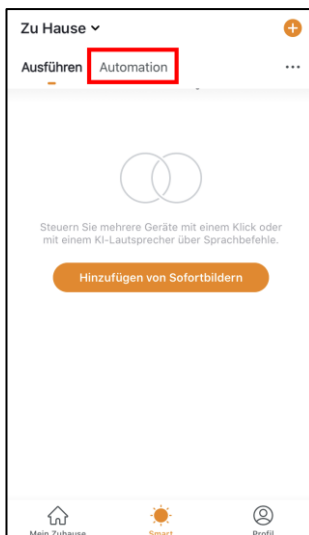 Zu Hause
Ausführen Automation
Steuern Sie mehrere Geräte mit einem Klick oder
mit einem KI-Lautsprecher über Sprachbefehle.
Hinzufügen von Sofortbildern
Mein Zuhause Smart Profil